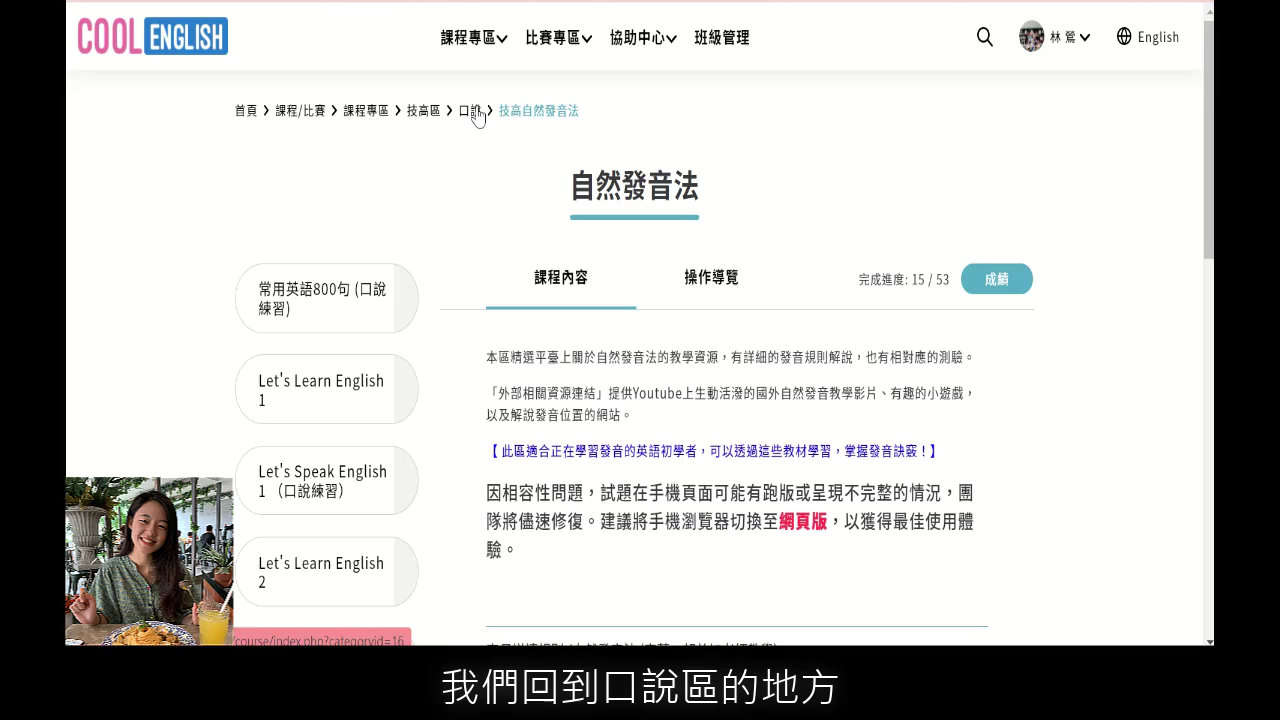 COOL ENGLISH
課程專區 比賽專區 協助中心 班級管理
林 鶯
English
首頁 > 課程/比賽 > 課程專區 > 技高區 > 口說 > 技高自然發音法
自然發音法
常用英語800句 (口說
練習)
Let's Learn English
1
Let's Speak English
1 （口說練習）
Let's Learn English
2
課程內容 操作導覽 完成進度: 15 / 53 成績
本區精選平臺上關於自然發音法的教學資源，有詳細的發音規則解說，也有相對應的測驗。
「外部相關資源連結」提供Youtube上生動活潑的國外自然發音教學影片、有趣的小遊戲，
以及解說發音位置的網站。
【 此區適合正在學習發音的英語初學者，可以透過這些教材學習，掌握發音訣竅！】
因相容性問題，試題在手機頁面可能有跑版或呈現不完整的情況，團
隊將儘速修復。建議將手機瀏覽器切換至網頁版，以獲得最佳使用體
驗。
/course/index.php?categoryid=16
我們回到口說區的地方